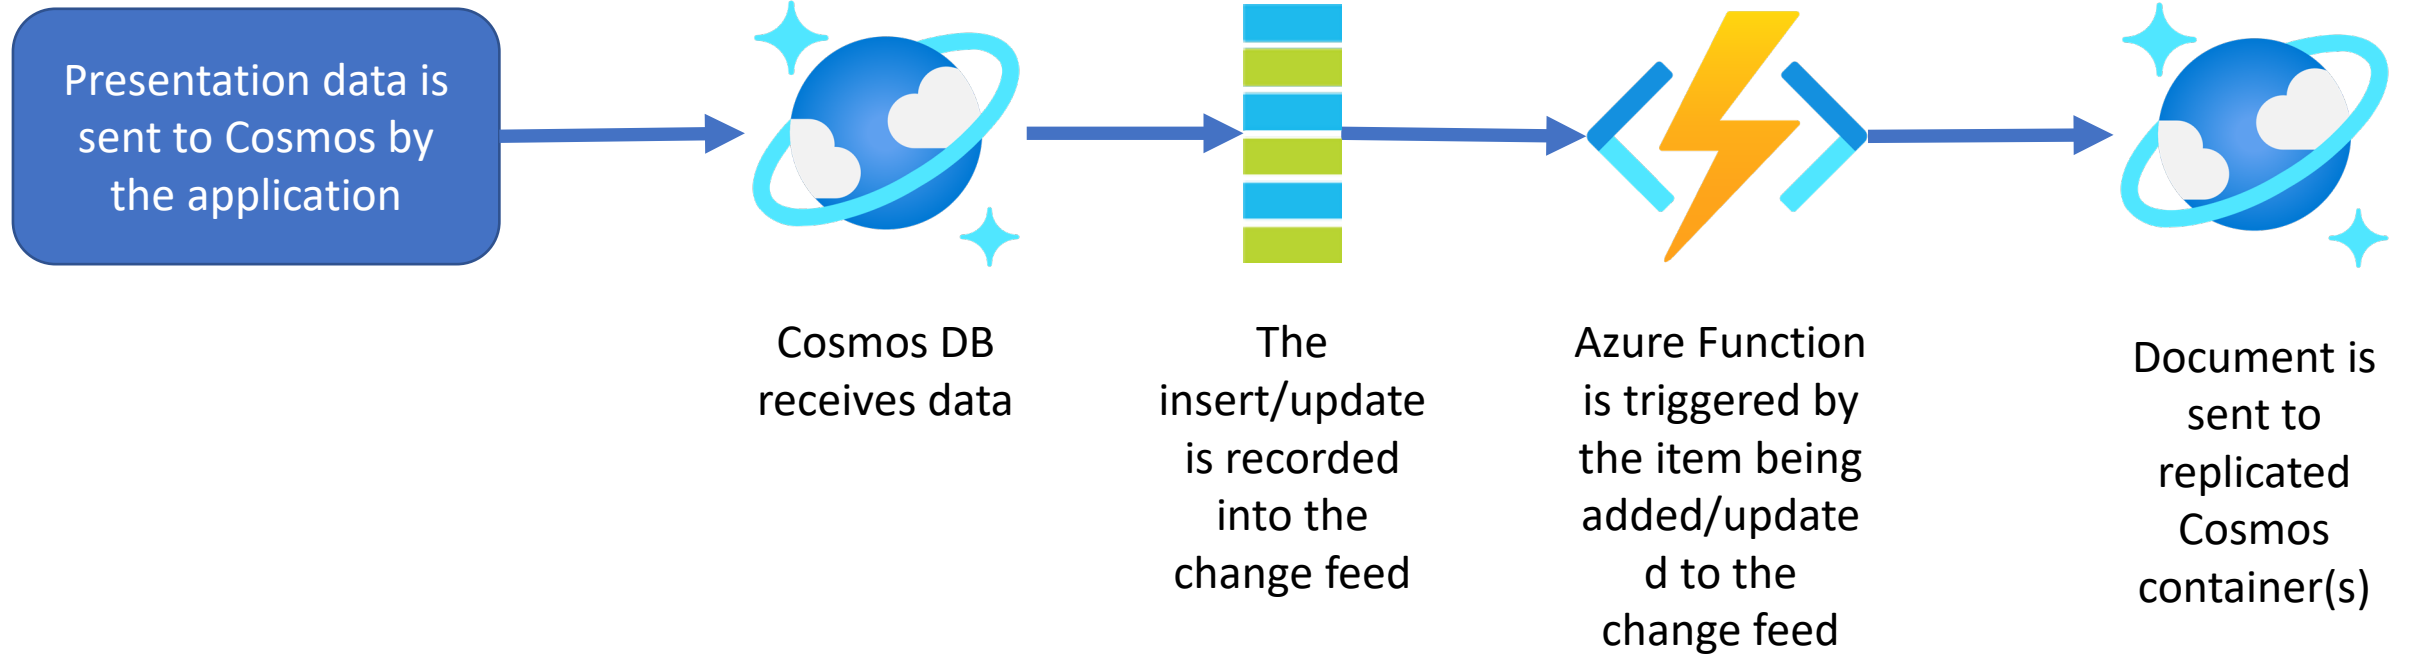 Presentation data is
sent to Cosmos by
the application
Cosmos DB
receives data
The
insert/update
is recorded
into the
change feed
Azure Function
is triggered by
the item being
added/update
d to the
change feed
Document is
sent to
replicated
Cosmos
container(s)